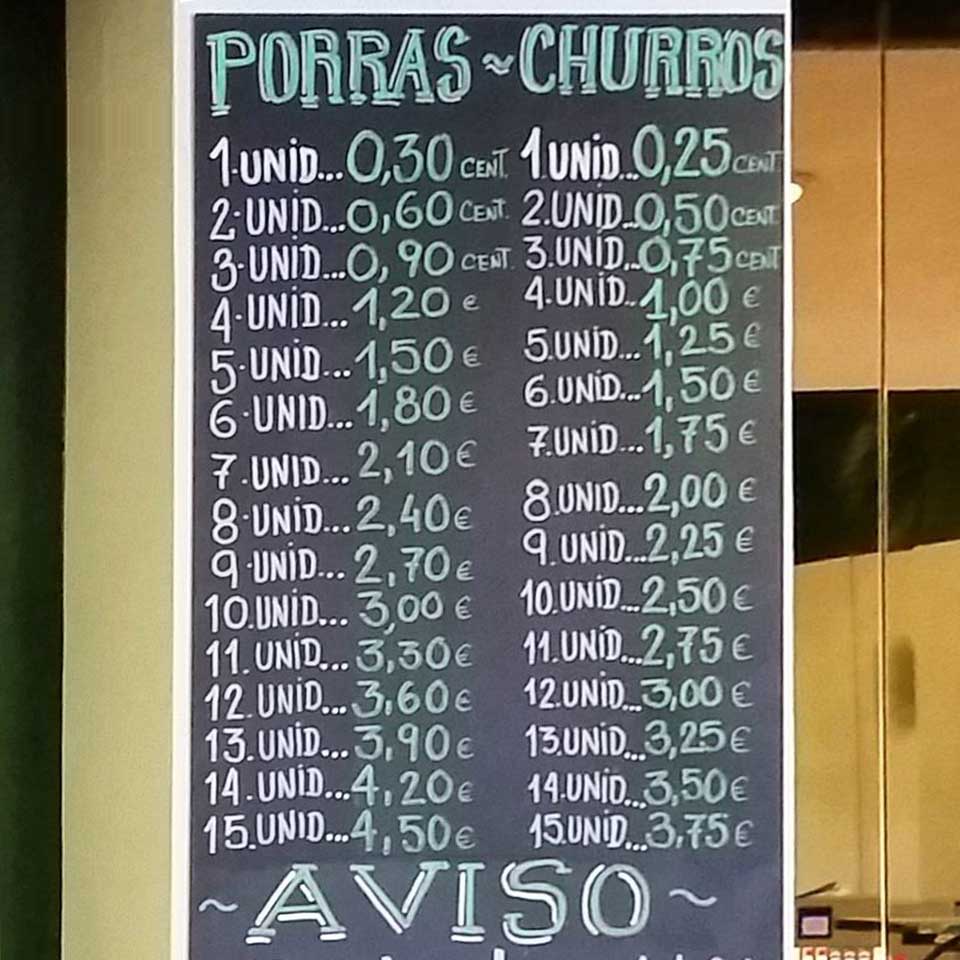 PORRAS ~ CHURROS
1.UNiD...0,30 CENT. 1 UNiD...0,25 CENT
2.UNiD...0,60 CENT. 2.UNiD...0,50 CENT
3.UNiD...0,90 CENT. 3.UNiD...0,75 CENT
4.UNiD...1,20 € 4.UNiD...1,00 €
5.UNiD...1,50 € 5.UNiD...1,25 €
6.UNiD...1,80 € 6.UNiD...1,50 €
7.UNiD...2,10 € 7.UNiD...1,75 €
8.UNiD...2,40 € 8.UNiD...2,00 €
9.UNiD...2,70 € 9.UNiD...2,25 €
10.UNiD...3,00 € 10.UNiD...2,50 €
11.UNiD...3,30 € 11.UNiD...2,75 €
12.UNiD...3,60 € 12.UNiD...3,00 €
13.UNiD...3,90 € 13.UNiD...3,25 €
14.UNiD...4,20 € 14.UNiD...3,50 €
15.UNiD...4,50 € 15.UNiD...3,75 €
~ AVISO ~